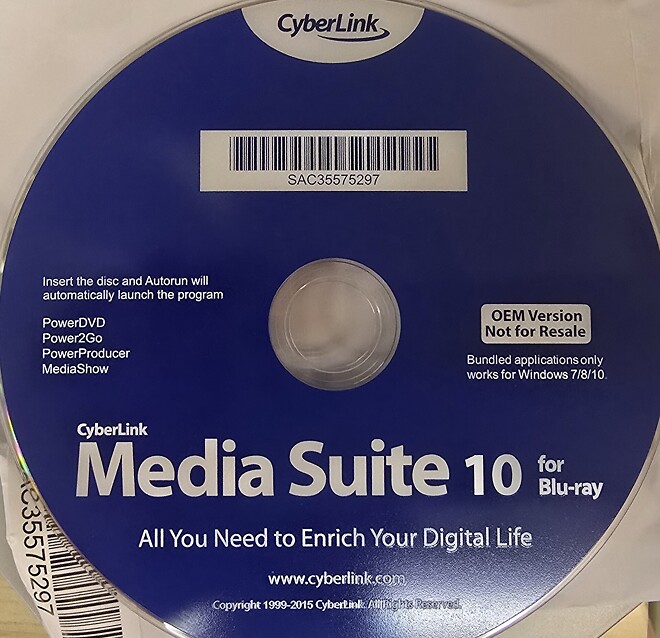 CyberLink
SAC35575297
Insert the disc and Autorun will
automatically launch the program
PowerDVD
Power2Go
PowerProducer
MediaShow
OEM Version
Not for Resale
Bundled applications only
works for Windows 7/8/10.
CyberLink
Media Suite 10 for Blu-ray
All You Need to Enrich Your Digital Life
www.cyberlink.com
Copyright 1999-2015 CyberLink. All Rights Reserved.
C35575297